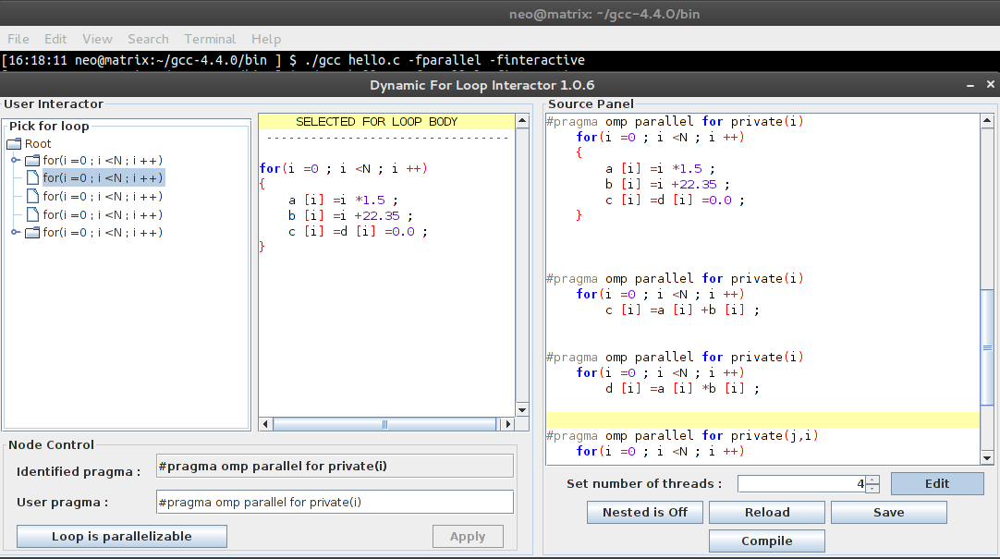 neo@matrix: ~/gcc-4.4.0/bin
File Edit View Search Terminal Help
[16:18:11 neo@matrix:~/gcc-4.4.0/bin ] $ ./gcc hello.c -fparallel -finteractive
Dynamic For Loop Interactor 1.0.6
User Interactor
Pick for loop
Root
for(i =0 ; i <N ; i ++)
for(i =0 ; i <N ; i ++)
for(i =0 ; i <N ; i ++)
for(i =0 ; i <N ; i ++)
for(i =0 ; i <N ; i ++)
SELECTED FOR LOOP BODY
---------------------------------
for(i =0 ; i <N ; i ++)
{
a [i] =i *1.5 ;
b [i] =i +22.35 ;
c [i] =d [i] =0.0 ;
}
Node Control
Identified pragma :
#pragma omp parallel for private(i)
User pragma :
#pragma omp parallel for private(i)
Loop is parallelizable
Apply
Source Panel
#pragma omp parallel for private(i)
for(i =0 ; i <N ; i ++)
{
a [i] =i *1.5 ;
b [i] =i +22.35 ;
c [i] =d [i] =0.0 ;
}
#pragma omp parallel for private(i)
for(i =0 ; i <N ; i ++)
c [i] =a [i] +b [i] ;
#pragma omp parallel for private(i)
for(i =0 ; i <N ; i ++)
d [i] =a [i] *b [i] ;
#pragma omp parallel for private(j,i)
for(i =0 ; i <N ; i ++)
Set number of threads :
4
Edit
Nested is Off
Reload
Save
Compile